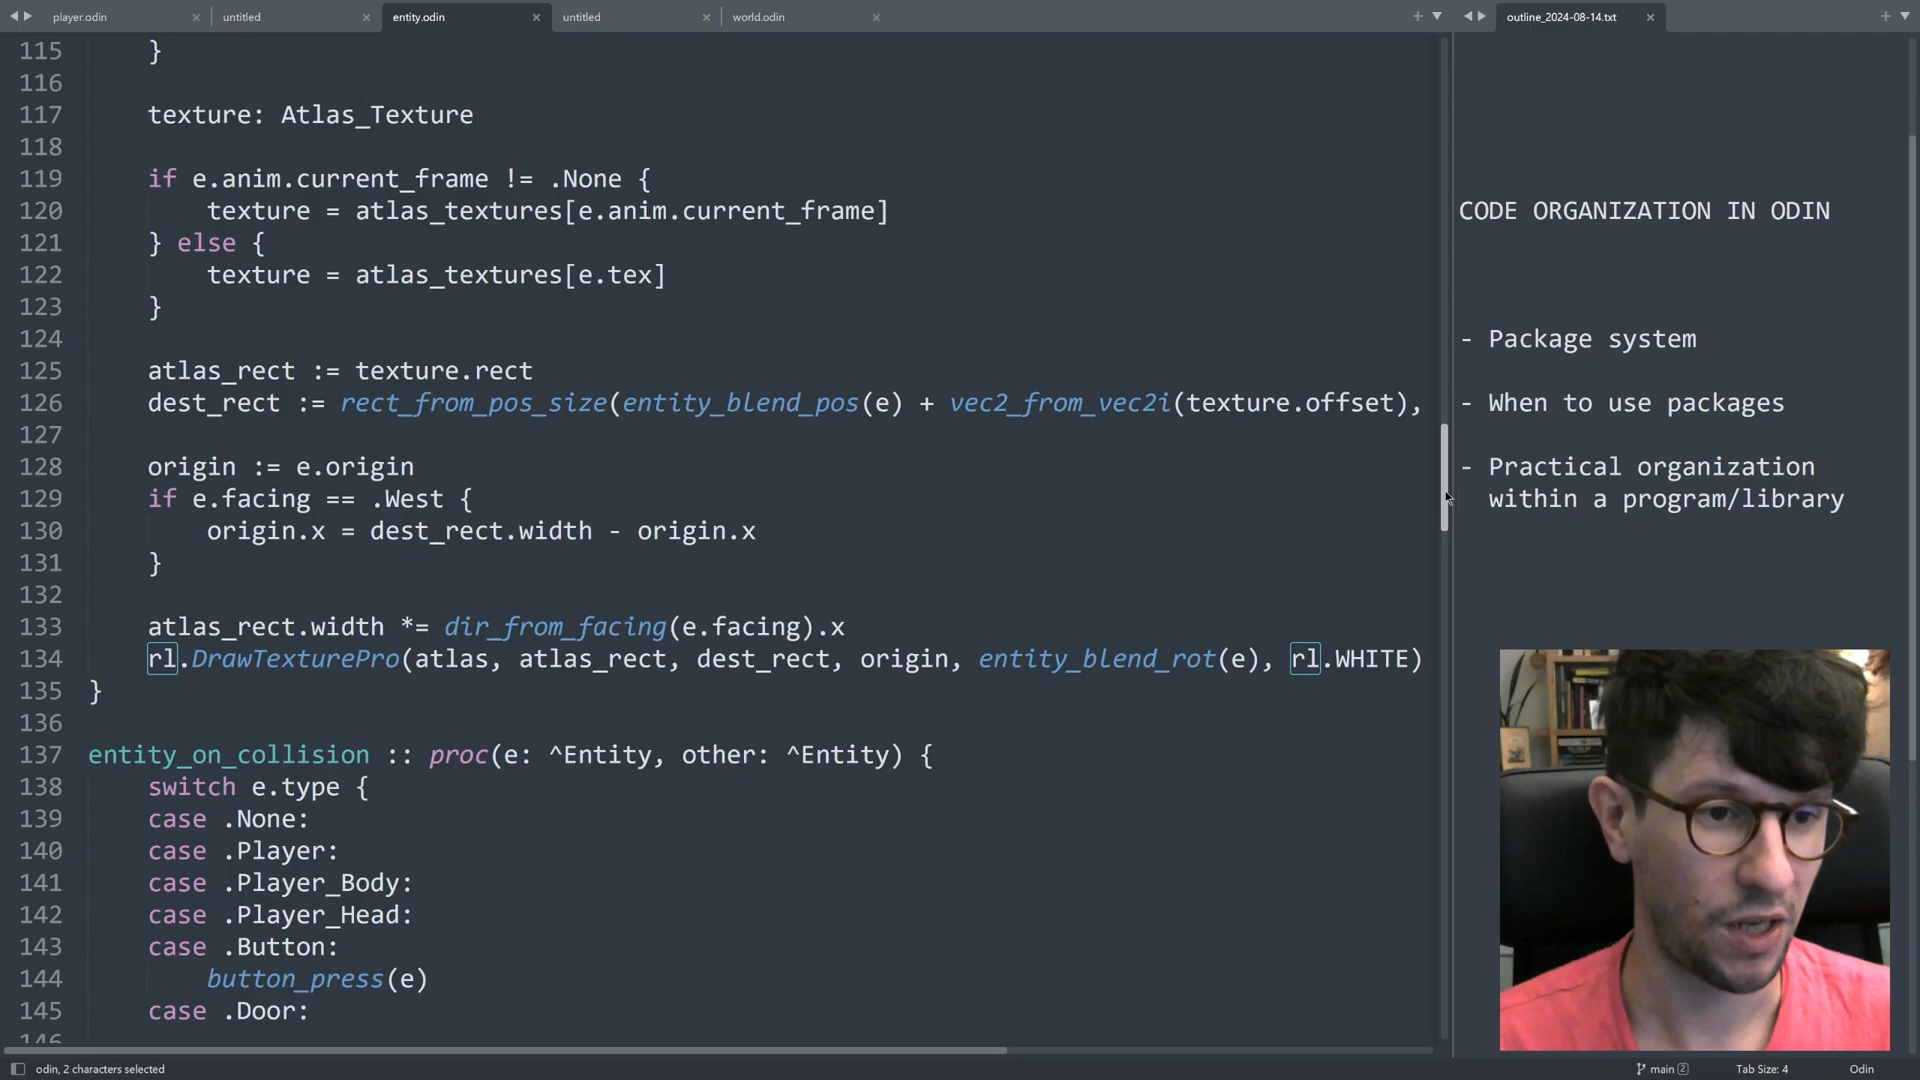 player.odin
untitled
entity.odin
untitled
world.odin
outline_2024-08-14.txt
115 }
116
117 texture: Atlas_Texture
118
119 if e.anim.current_frame != .None {
120 texture = atlas_textures[e.anim.current_frame]
121 } else {
122 texture = atlas_textures[e.tex]
123 }
124
125 atlas_rect := texture.rect
126 dest_rect := rect_from_pos_size(entity_blend_pos(e) + vec2_from_vec2i(texture.offset),
127
128 origin := e.origin
129 if e.facing == .West {
130 origin.x = dest_rect.width - origin.x
131 }
132
133 atlas_rect.width *= dir_from_facing(e.facing).x
134 rl.DrawTexturePro(atlas, atlas_rect, dest_rect, origin, entity_blend_rot(e), rl.WHITE)
135 }
136
137 entity_on_collision :: proc(e: ^Entity, other: ^Entity) {
138 switch e.type {
139 case .None:
140 case .Player:
141 case .Player_Body:
142 case .Player_Head:
143 case .Button:
144 button_press(e)
145 case .Door:
146
CODE ORGANIZATION IN ODIN
- Package system
- When to use packages
- Practical organization
within a program/library
odin, 2 characters selected
main 2
Tab Size: 4
Odin